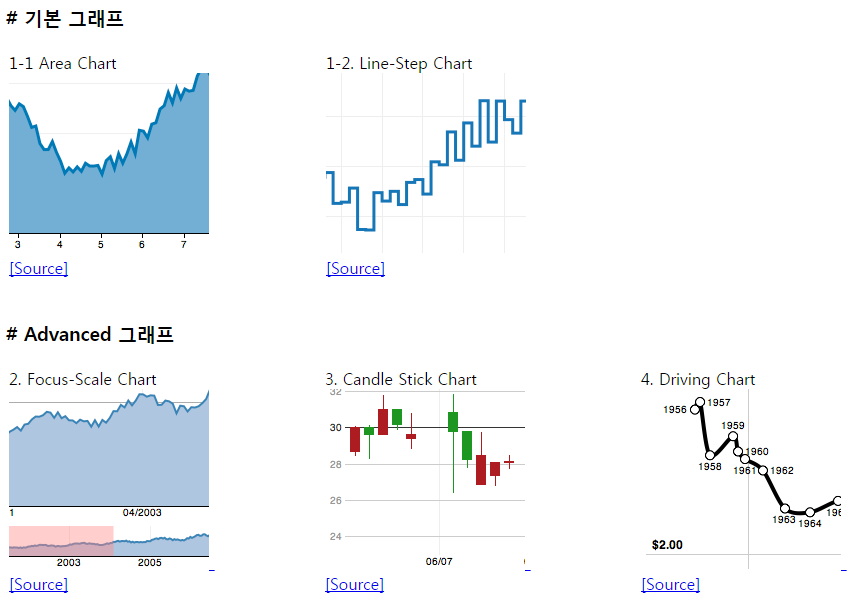 # 기본 그래프
1-1 Area Chart
1-2. Line-Step Chart
3 4 5 6 7
[Source]
[Source]
# Advanced 그래프
2. Focus-Scale Chart
3. Candle Stick Chart
4. Driving Chart
04/2003
2003 2005
32
30
28
26
24
06/07
1956
1957
1958
1959
1960
1961
1962
1963
1964
$2.00
[Source]
[Source]
[Source]